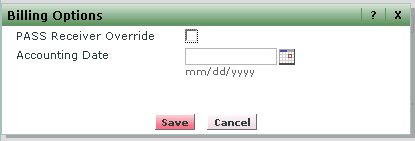 Billing Options ? X
PASS Receiver Override
Accounting Date
mm/dd/yyyy
Save Cancel